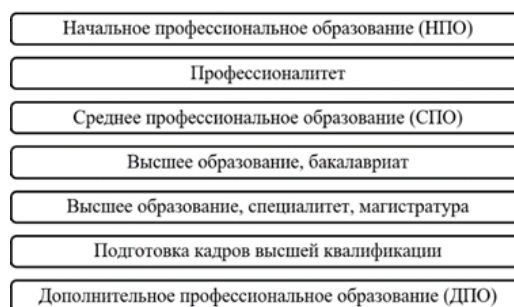 Начальное профессиональное образование (НПО)
Профессионалитет
Среднее профессиональное образование (СПО)
Высшее образование, бакалавриат
Высшее образование, специалитет, магистратура
Подготовка кадров высшей квалификации
Дополнительное профессиональное образование (ДПО)